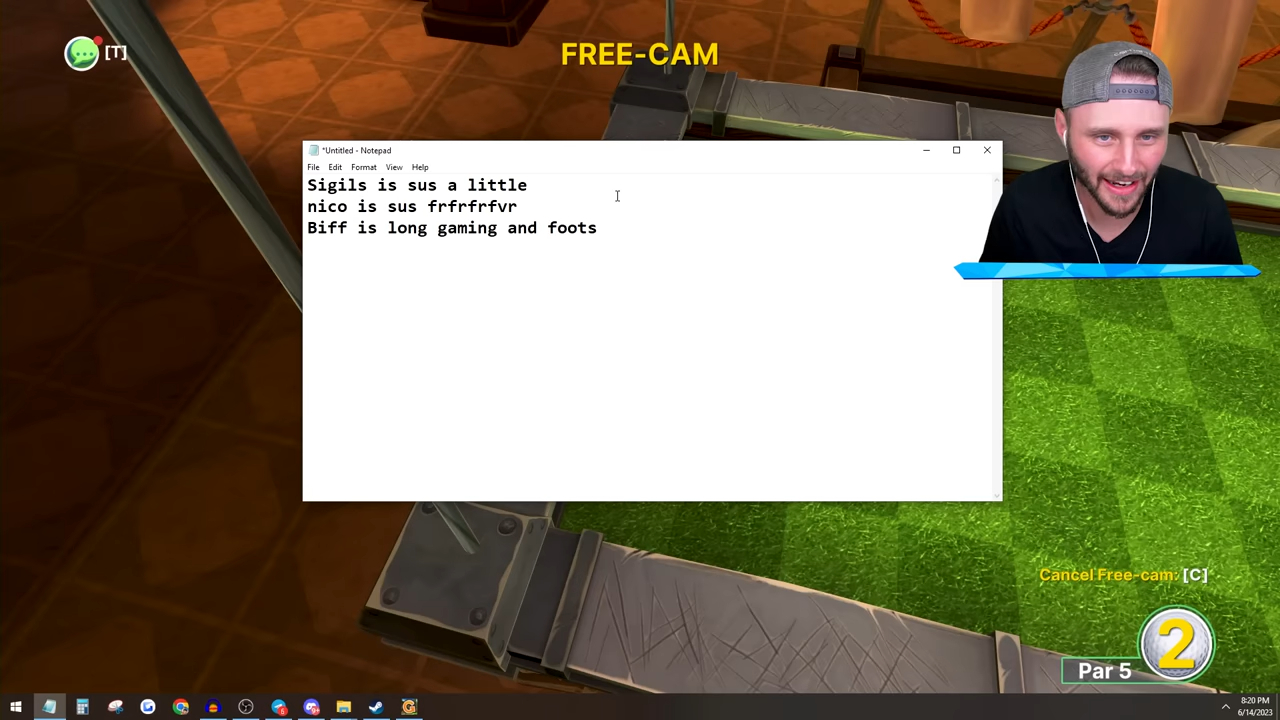 [T]
FREE-CAM
*Untitled - Notepad
File Edit Format View Help
Sigils is sus a little
nico is sus frfrfrfvr
Biff is long gaming and foots
Cancel Free-cam: [C]
Par 5
2
8:20 PM
6/14/2023